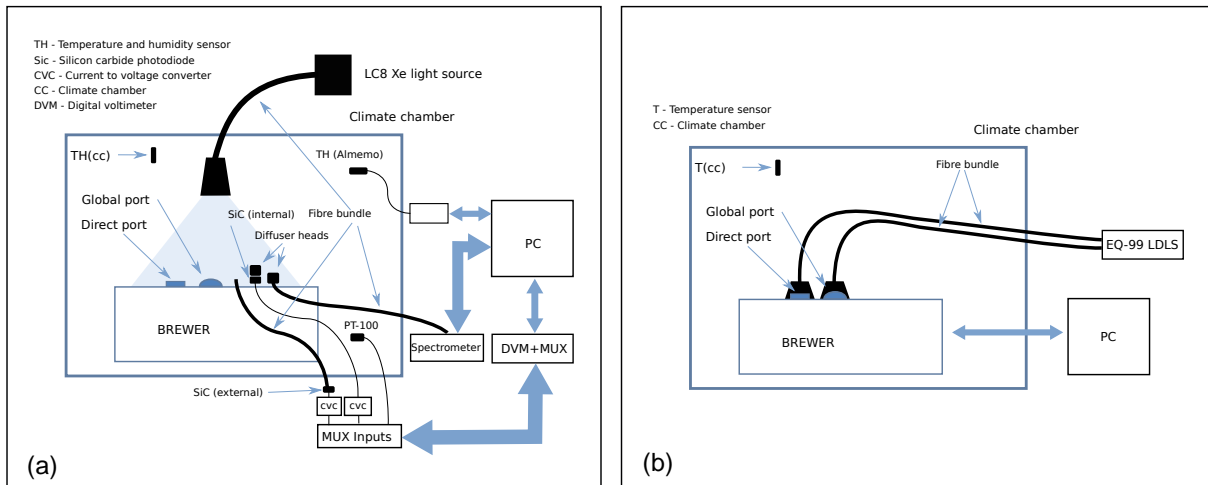 TH - Temperature and humidity sensor
Sic - Silicon carbide photodiode
CVC - Current to voltage converter
CC - Climate chamber
DVM - Digital voltimeter
LC8 Xe light source
Climate chamber
TH(cc)
TH (Almemo)
Global port
SiC (internal)
Fibre bundle
Direct port
Diffuser heads
PC
BREWER
PT-100
Spectrometer
DVM+MUX
SiC (external)
cvc
cvc
MUX Inputs
(a)
T - Temperature sensor
CC - Climate chamber
Climate chamber
T(cc)
Fibre bundle
Global port
Direct port
EQ-99 LDLS
BREWER
PC
(b)